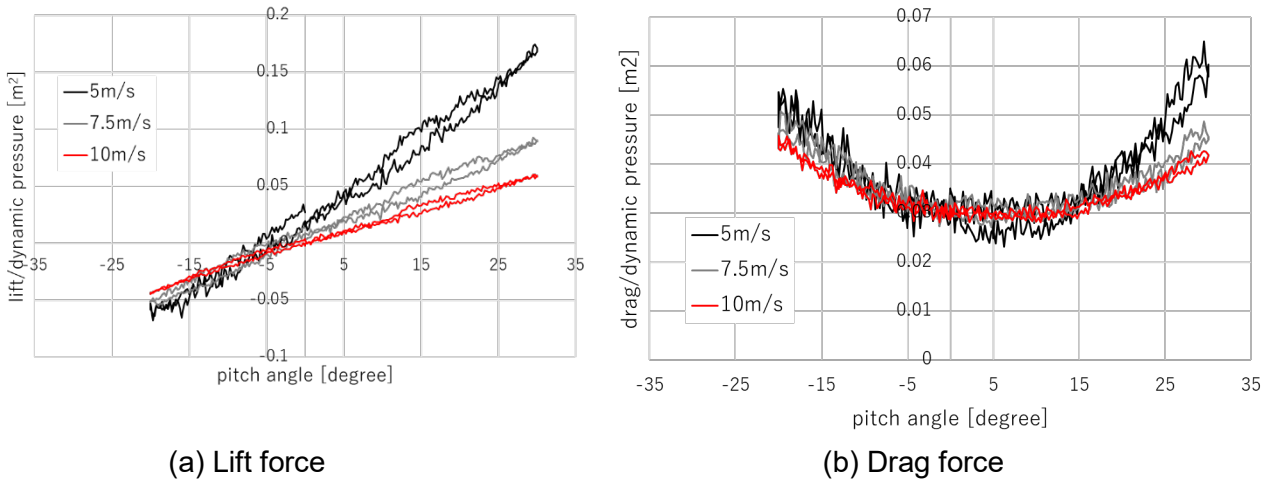 0.2
0.15
0.1
0.05
-35
-25
-15
-5
5
15
25
35
-0.05
-0.1
lift/dynamic pressure [m²]
pitch angle [degree]
5m/s
7.5m/s
10m/s
(a) Lift force
0.07
0.06
0.05
0.04
0.02
0.01
0
-35
-25
-15
-5
5
15
25
35
drag/dynamic pressure [m2]
pitch angle [degree]
5m/s
7.5m/s
10m/s
(b) Drag force